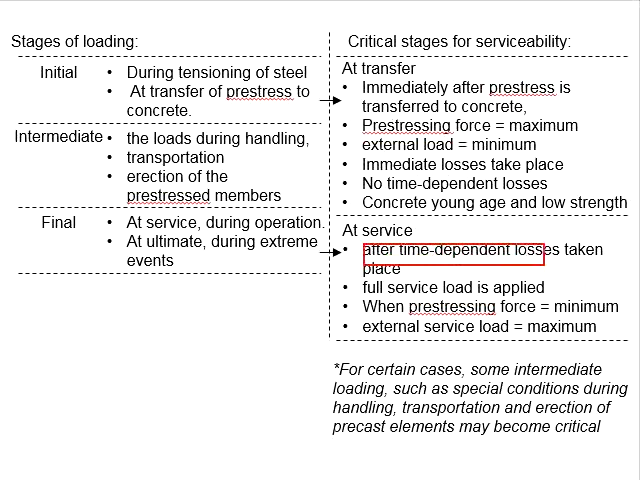 Stages of loading:
Initial
• During tensioning of steel
• At transfer of prestress to
concrete.
Intermediate
• the loads during handling,
• transportation
• erection of the
prestressed members
Final
• At service, during operation.
• At ultimate, during extreme
events
Critical stages for serviceability:
At transfer
• Immediately after prestress is
transferred to concrete,
• Prestressing force = maximum
• external load = minimum
• Immediate losses take place
• No time-dependent losses
• Concrete young age and low strength
At service
• after time-dependent losses taken
place
• full service load is applied
• When prestressing force = minimum
• external service load = maximum
*For certain cases, some intermediate
loading, such as special conditions during
handling, transportation and erection of
precast elements may become critical